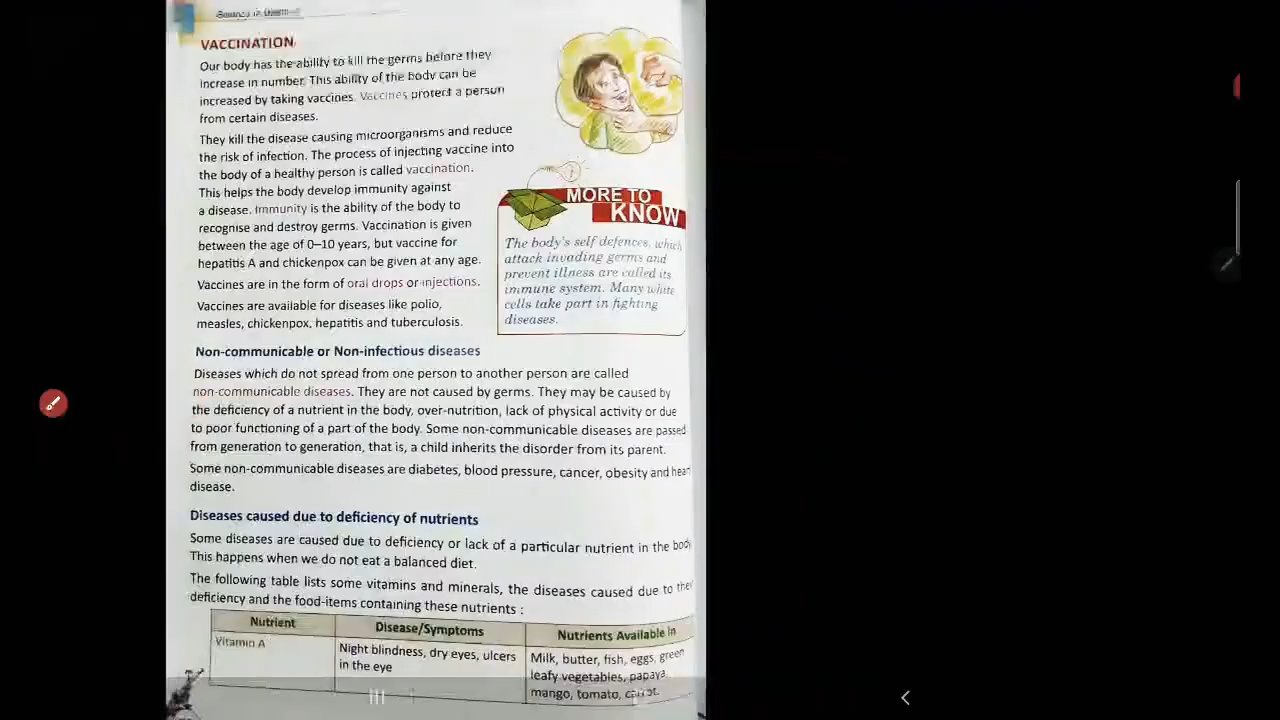 VACCINATION
Our body has the ability to kill the germs before they
increase in number. This ability of the body can be
increased by taking vaccines. Vaccines protect a person
from certain diseases.
They kill the disease causing microorganisms and reduce
the risk of infection. The process of injecting vaccine into
the body of a healthy person is called vaccination.
This helps the body develop immunity against
a disease. Immunity is the ability of the body to
recognise and destroy germs. Vaccination is given
between the age of 0–10 years, but vaccine for
hepatitis A and chickenpox can be given at any age.
Vaccines are in the form of oral drops or injections.
Vaccines are available for diseases like polio,
measles, chickenpox, hepatitis and tuberculosis.
MORE TO
KNOW
The body's self defences, which
attack invading germs and
prevent illness are called its
immune system. Many white
cells take part in fighting
diseases.
Non-communicable or Non-infectious diseases
Diseases which do not spread from one person to another person are called
non-communicable diseases. They are not caused by germs. They may be caused by
the deficiency of a nutrient in the body, over-nutrition, lack of physical activity or due
to poor functioning of a part of the body. Some non-communicable diseases are passed
from generation to generation, that is, a child inherits the disorder from its parent.
Some non-communicable diseases are diabetes, blood pressure, cancer, obesity and heart
disease.
Diseases caused due to deficiency of nutrients
Some diseases are caused due to deficiency or lack of a particular nutrient in the body
This happens when we do not eat a balanced diet.
The following table lists some vitamins and minerals, the diseases caused due to their
deficiency and the food-items containing these nutrients :
Nutrient
Disease/Symptoms
Nutrients Available in
Vitamin A
Night blindness, dry eyes, ulcers
in the eye
Milk, butter, fish, eggs, green
leafy vegetables, papaya,
mango, tomato, carrot.